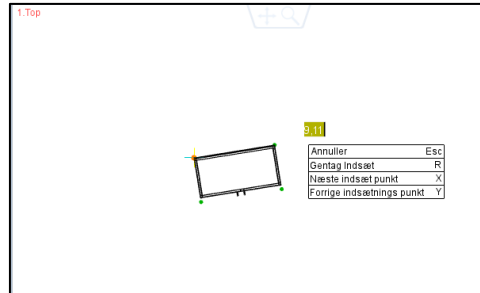 1.Top
9,11
Annuller Esc
Gentag Indsæt R
Næste indsæt punkt X
Forrige indsætnings punkt Y